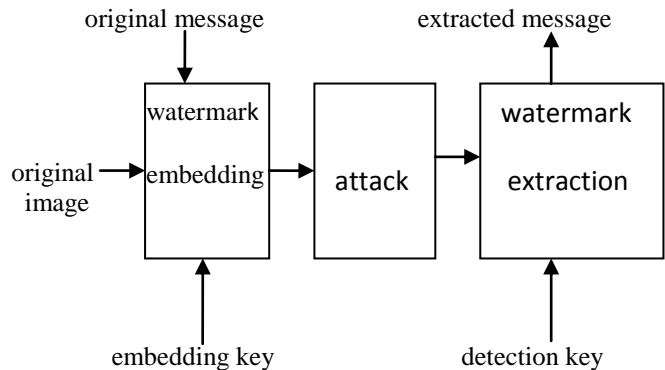 original message
extracted message
watermark
embedding
original
image
attack
watermark
extraction
embedding key
detection key